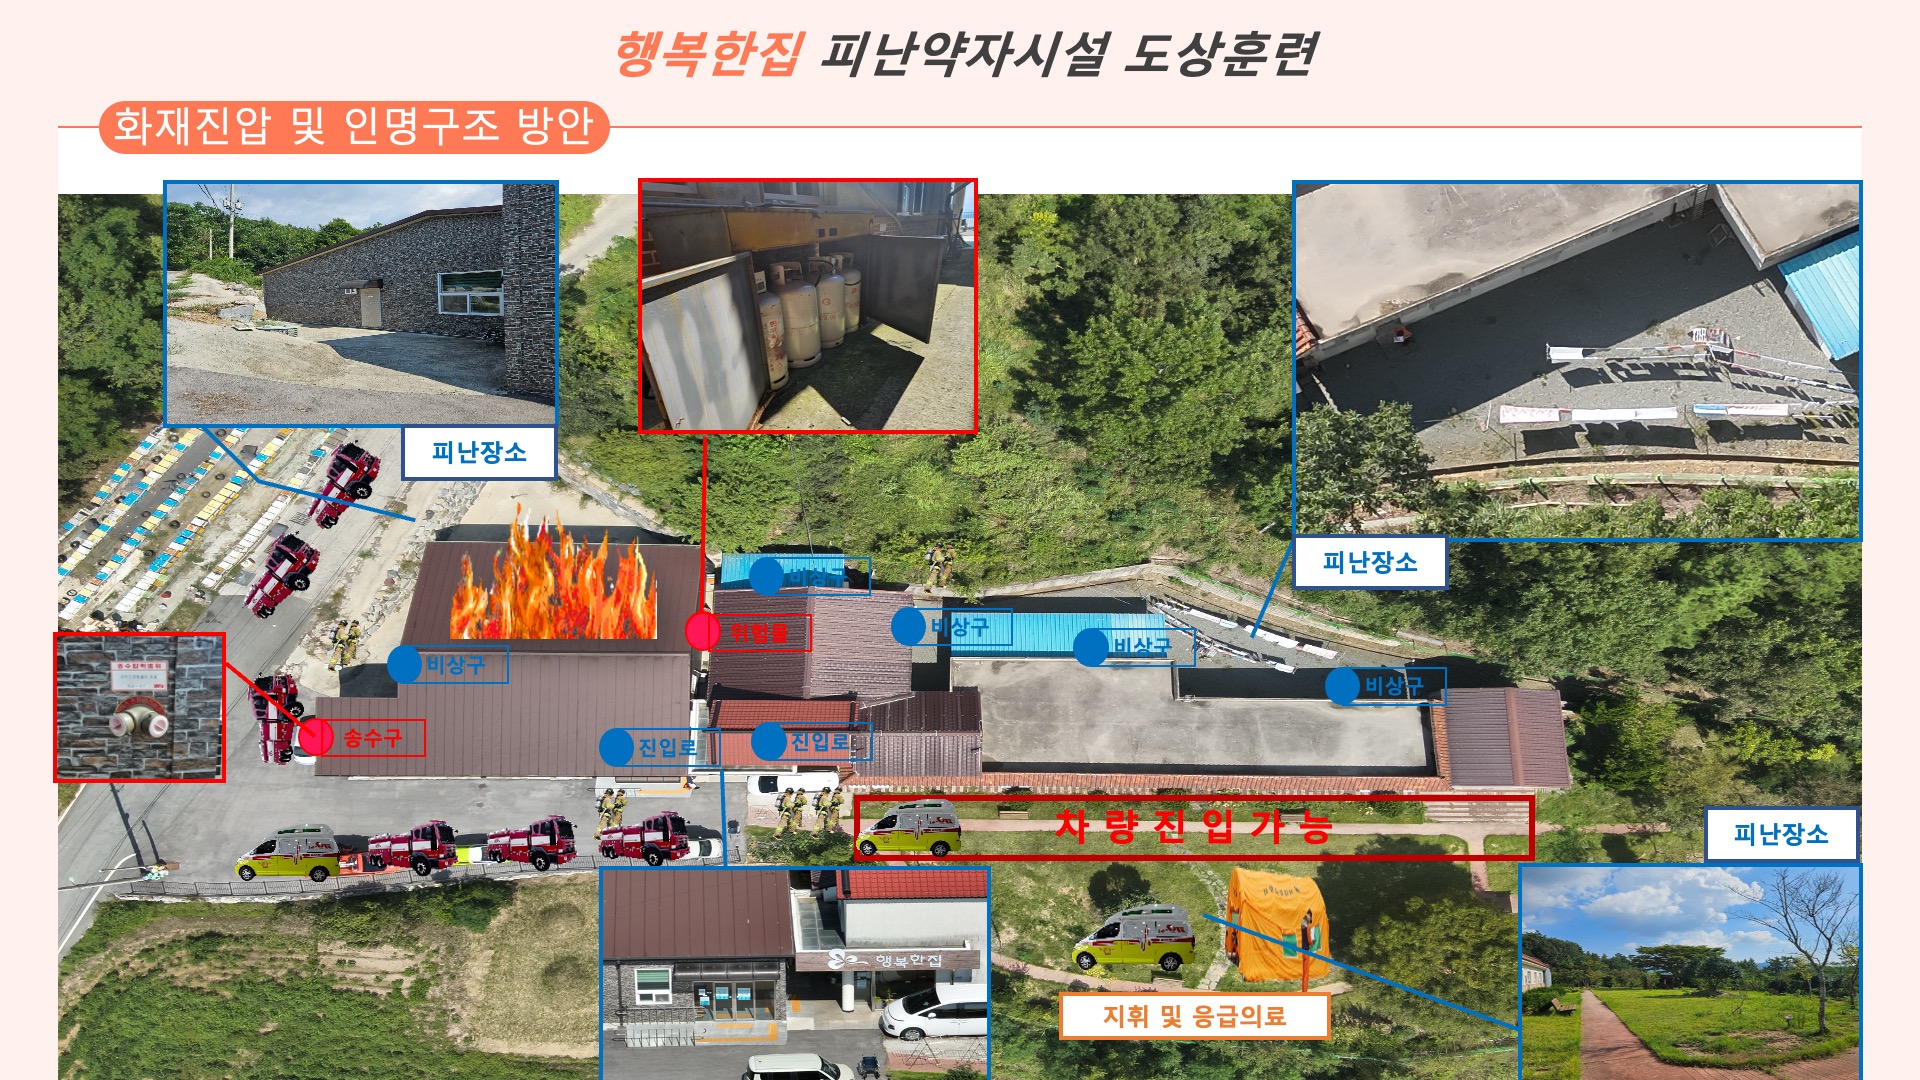 행복한집 피난약자시설 도상훈련
화재진압 및 인명구조 방안
피난장소
피난장소
비상구
위험물
비상구
비상구
비상구
비상구
송수구
진입로
진입로
차량진입가능
피난장소
행복한집
지휘 및 응급의료